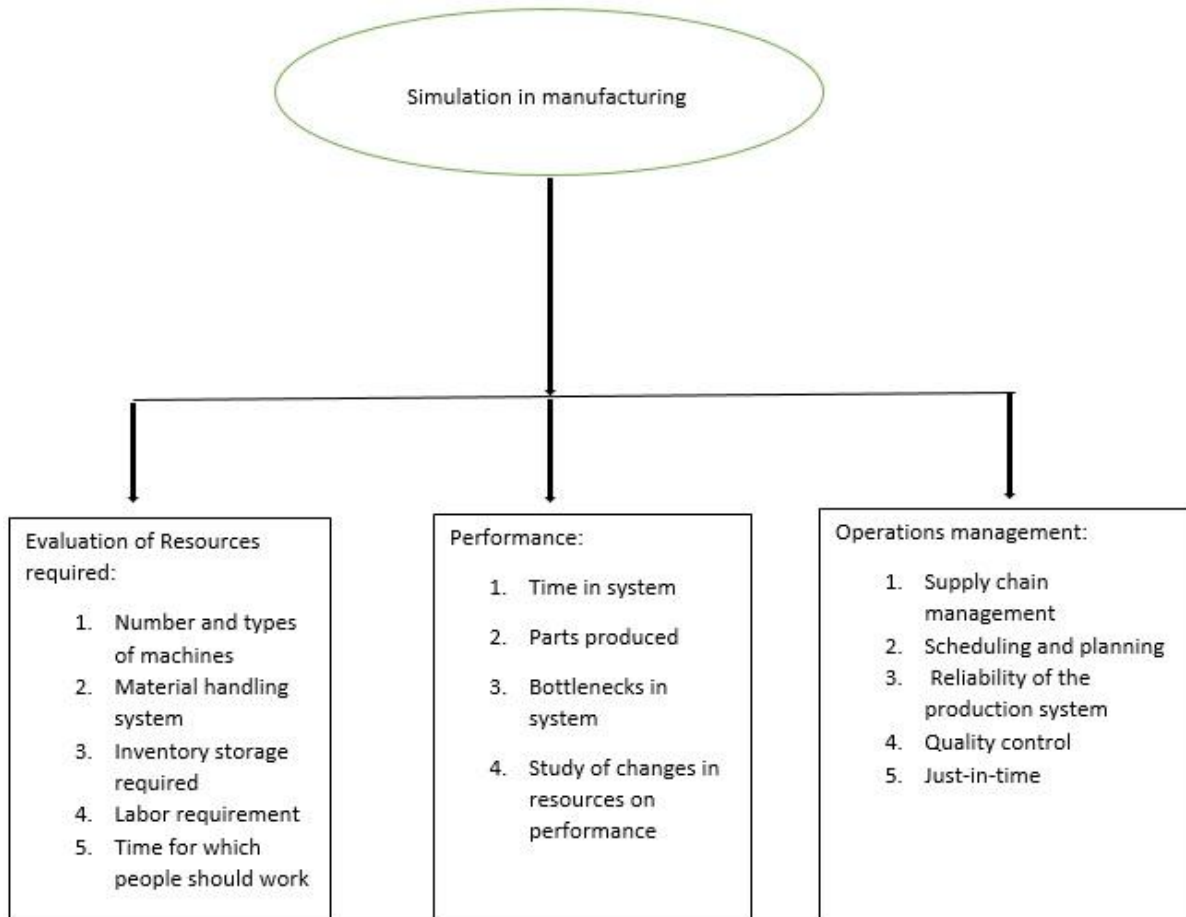 Simulation in manufacturing
Evaluation of Resources
required:
1. Number and types
of machines
2. Material handling
system
3. Inventory storage
required
4. Labor requirement
5. Time for which
people should work
Performance:
1. Time in system
2. Parts produced
3. Bottlenecks in
system
4. Study of changes in
resources on
performance
Operations management:
1. Supply chain
management
2. Scheduling and planning
3. Reliability of the
production system
4. Quality control
5. Just-in-time